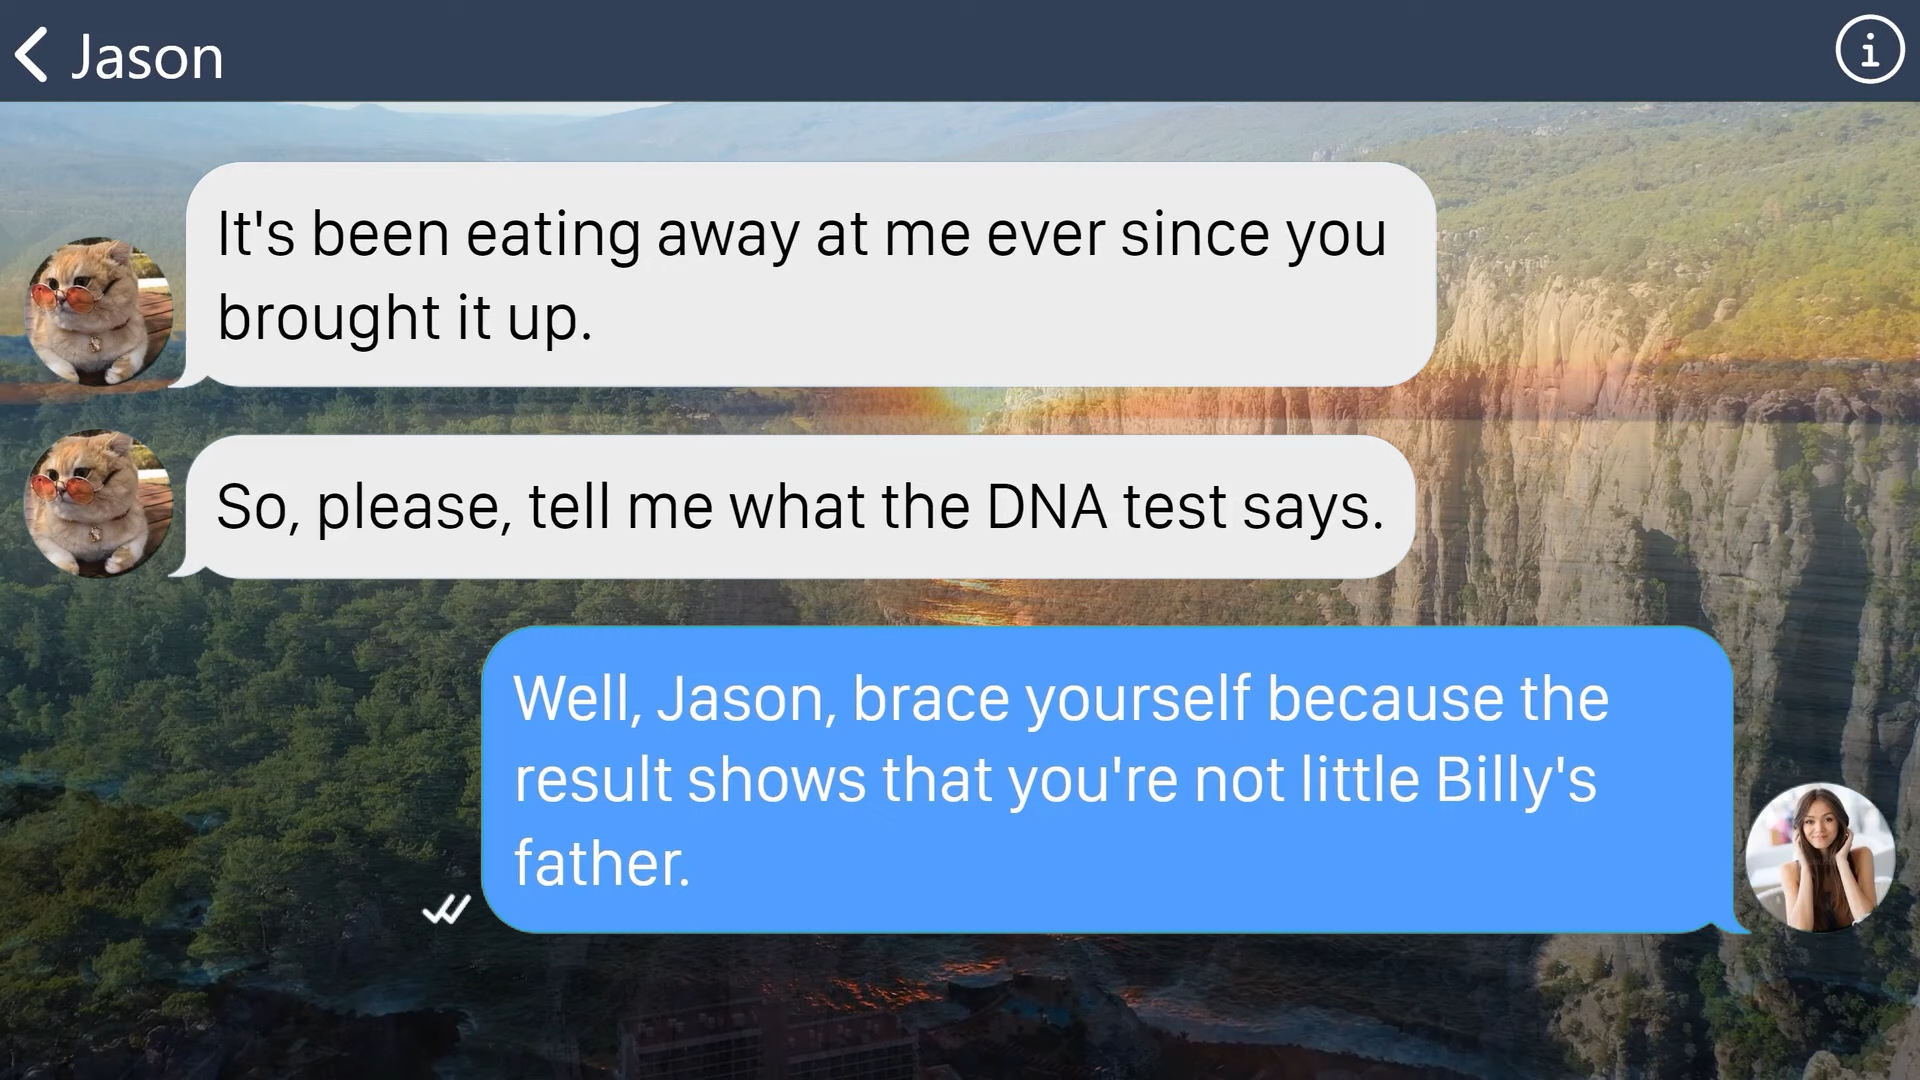 Jason
It's been eating away at me ever since you
brought it up.
So, please, tell me what the DNA test says.
Well, Jason, brace yourself because the
result shows that you're not little Billy's
father.